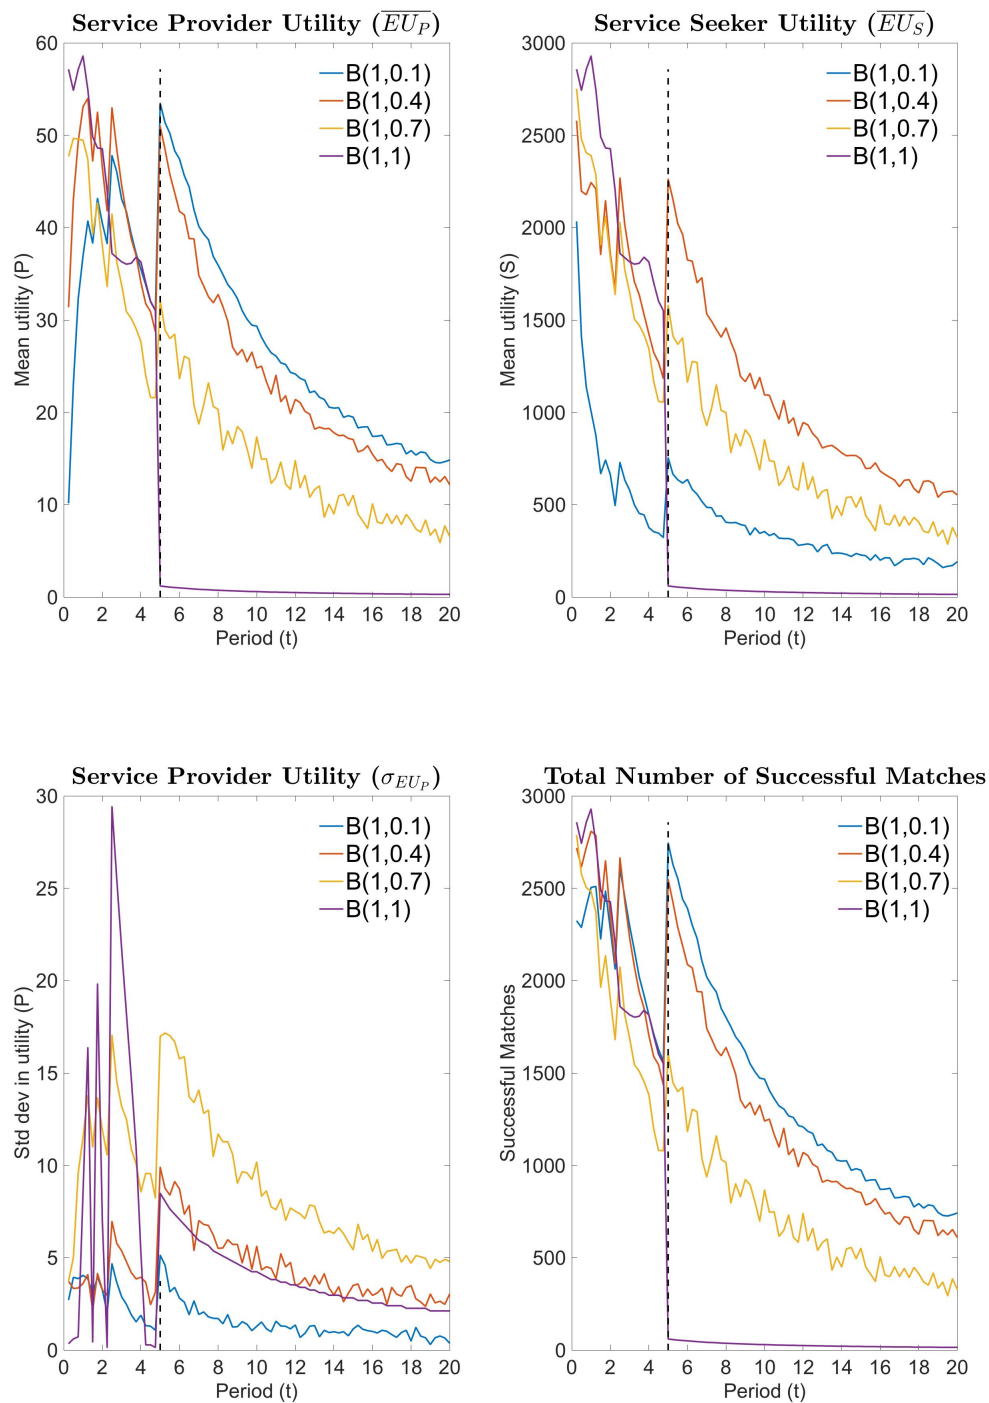 Service Provider Utility (EU_P)
60
50
40
30
20
10
0
Mean utility (P)
B(1,0.1)
B(1,0.4)
B(1,0.7)
B(1,1)
0 2 4 6 8 10 12 14 16 18 20
Period (t)
Service Seeker Utility (EU_S)
3000
2500
2000
1500
1000
500
0
Mean utility (S)
B(1,0.1)
B(1,0.4)
B(1,0.7)
B(1,1)
0 2 4 6 8 10 12 14 16 18 20
Period (t)
Service Provider Utility (σ_EU_P)
30
25
20
15
10
5
0
Std dev in utility (P)
B(1,0.1)
B(1,0.4)
B(1,0.7)
B(1,1)
0 2 4 6 8 10 12 14 16 18 20
Period (t)
Total Number of Successful Matches
3000
2500
2000
1500
1000
500
0
Successful Matches
B(1,0.1)
B(1,0.4)
B(1,0.7)
B(1,1)
0 2 4 6 8 10 12 14 16 18 20
Period (t)